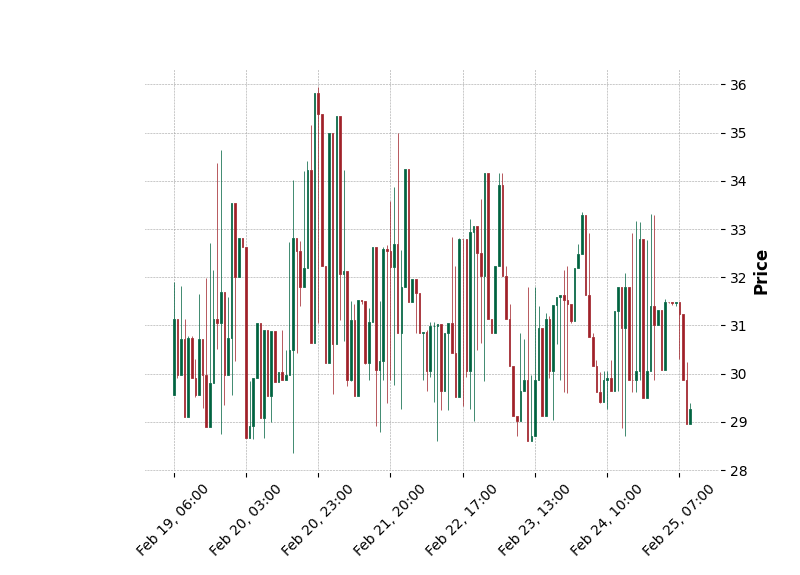 36
35
34
33
32
31
30
29
28
Price
Feb 19, 06:00
Feb 20, 03:00
Feb 20, 23:00
Feb 21, 20:00
Feb 22, 17:00
Feb 23, 13:00
Feb 24, 10:00
Feb 25, 07:00